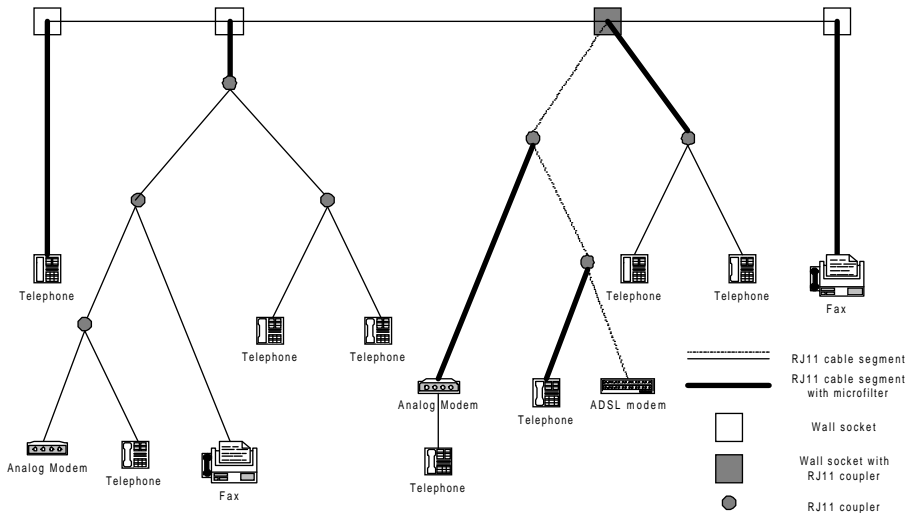 Telephone
Telephone
Telephone
Fax
Telephone
Telephone
RJ11 cable segment
RJ11 cable segment
with microfilter
Analog Modem
Telephone
ADSL modem
Wall socket
Analog Modem
Telephone
Fax
Telephone
Wall socket with
RJ11 coupler
RJ11 coupler